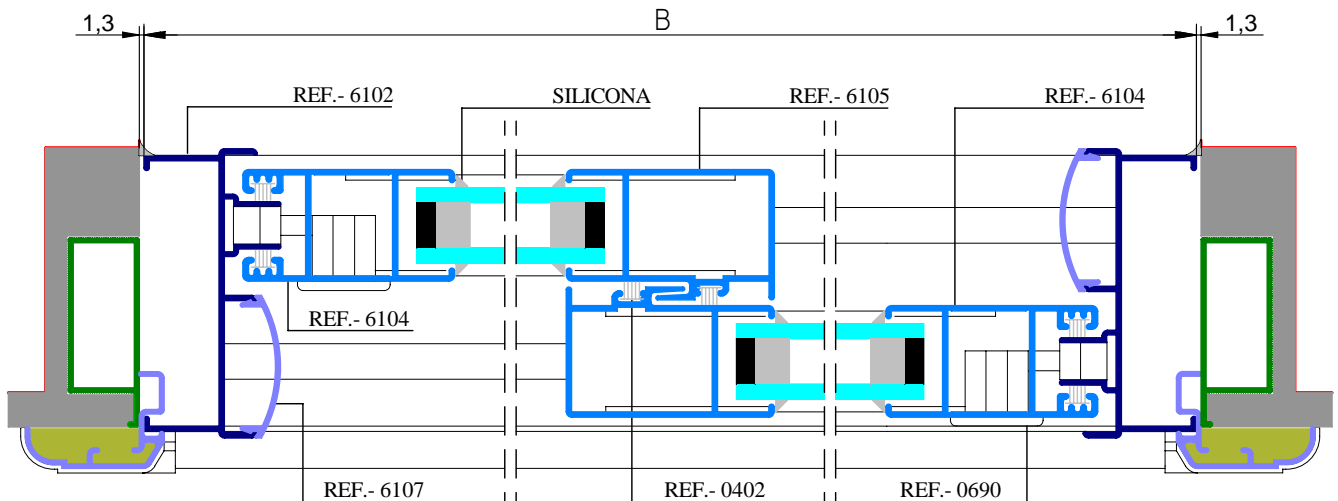 1,3
B
1,3
REF.- 6102
SILICONA
REF.- 6105
REF.- 6104
REF.- 6104
REF.- 6107
REF.- 0402
REF.- 0690